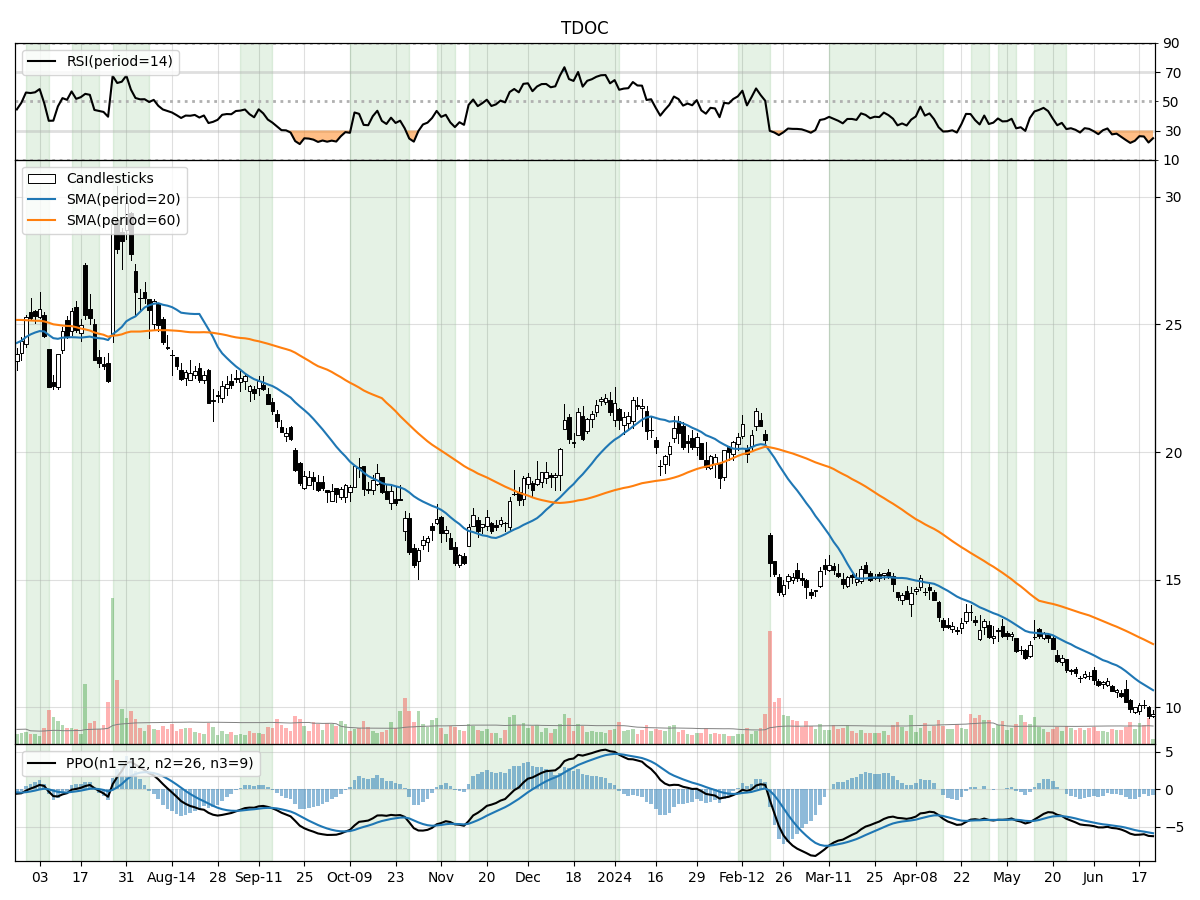 TDOC
RSI(period=14)
90
70
50
30
10
Candlesticks
SMA(period=20)
SMA(period=60)
30
25
20
15
10
PPO(n1=12, n2=26, n3=9)
5
0
−5
03 17 31 Aug-14 28 Sep-11 25 Oct-09 23 Nov 20 Dec 18 2024 16 29 Feb-12 26 Mar-11 25 Apr-08 22 May 20 Jun 17